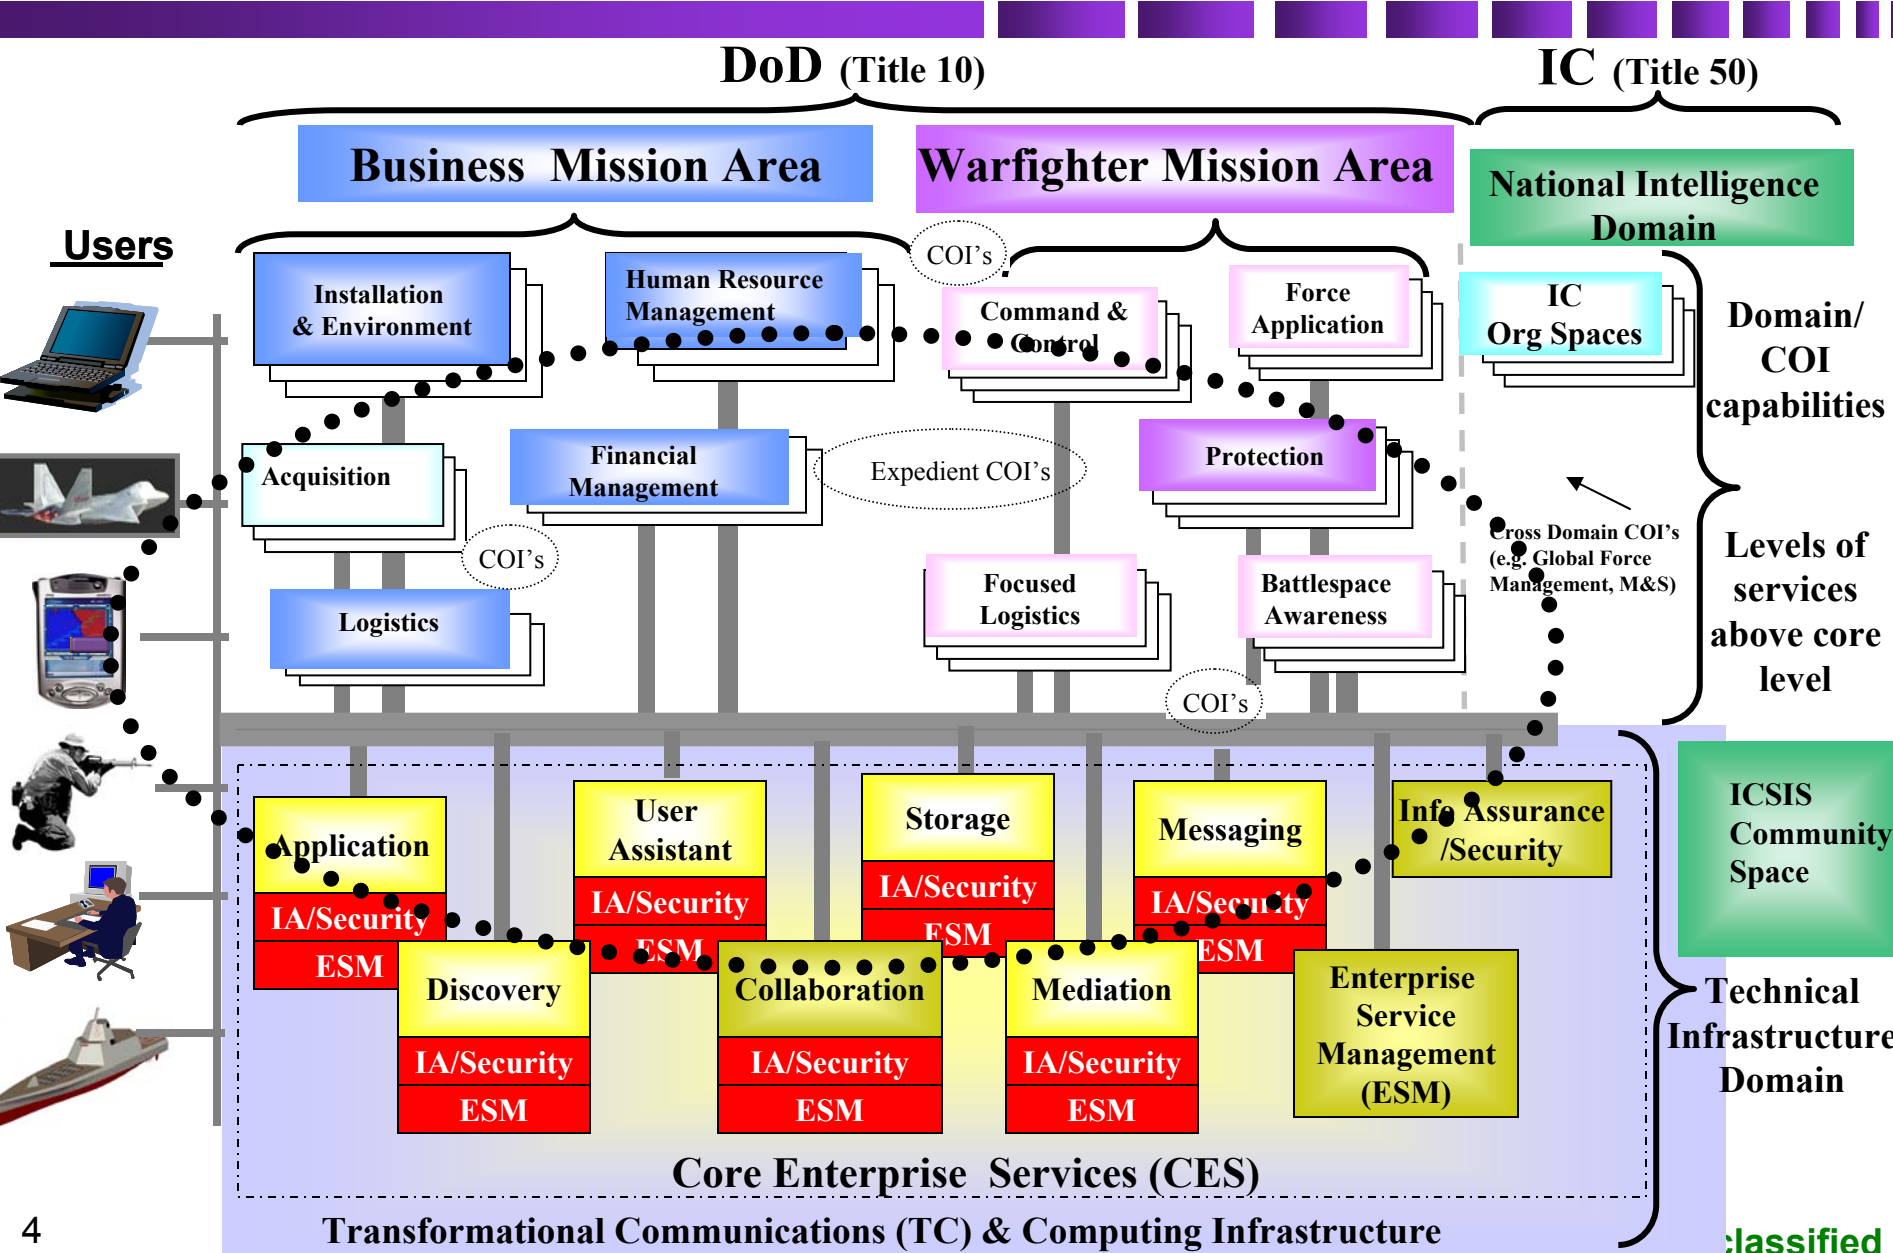 DoD (Title 10)
IC (Title 50)
Business Mission Area
Warfighter Mission Area
National Intelligence
Domain
Users
COI's
Installation
& Environment
Human Resource
Management
Command &
Control
Force
Application
IC
Org Spaces
Domain/
COI
capabilities
Acquisition
Financial
Management
Expedient COI's
Protection
COI's
Cross Domain COI's
(e.g. Global Force
Management, M&S)
Levels of
services
above core
level
Logistics
Focused
Logistics
Battlespace
Awareness
COI's
Application
IA/Security
ESM
User
Assistant
IA/Security
ESM
Storage
IA/Security
ESM
Messaging
IA/Security
ESM
Info Assurance
/Security
ICSIS
Community
Space
Discovery
IA/Security
ESM
Collaboration
IA/Security
ESM
Mediation
IA/Security
ESM
Enterprise
Service
Management
(ESM)
Technical
Infrastructure
Domain
Core Enterprise Services (CES)
Transformational Communications (TC) & Computing Infrastructure
4
classified